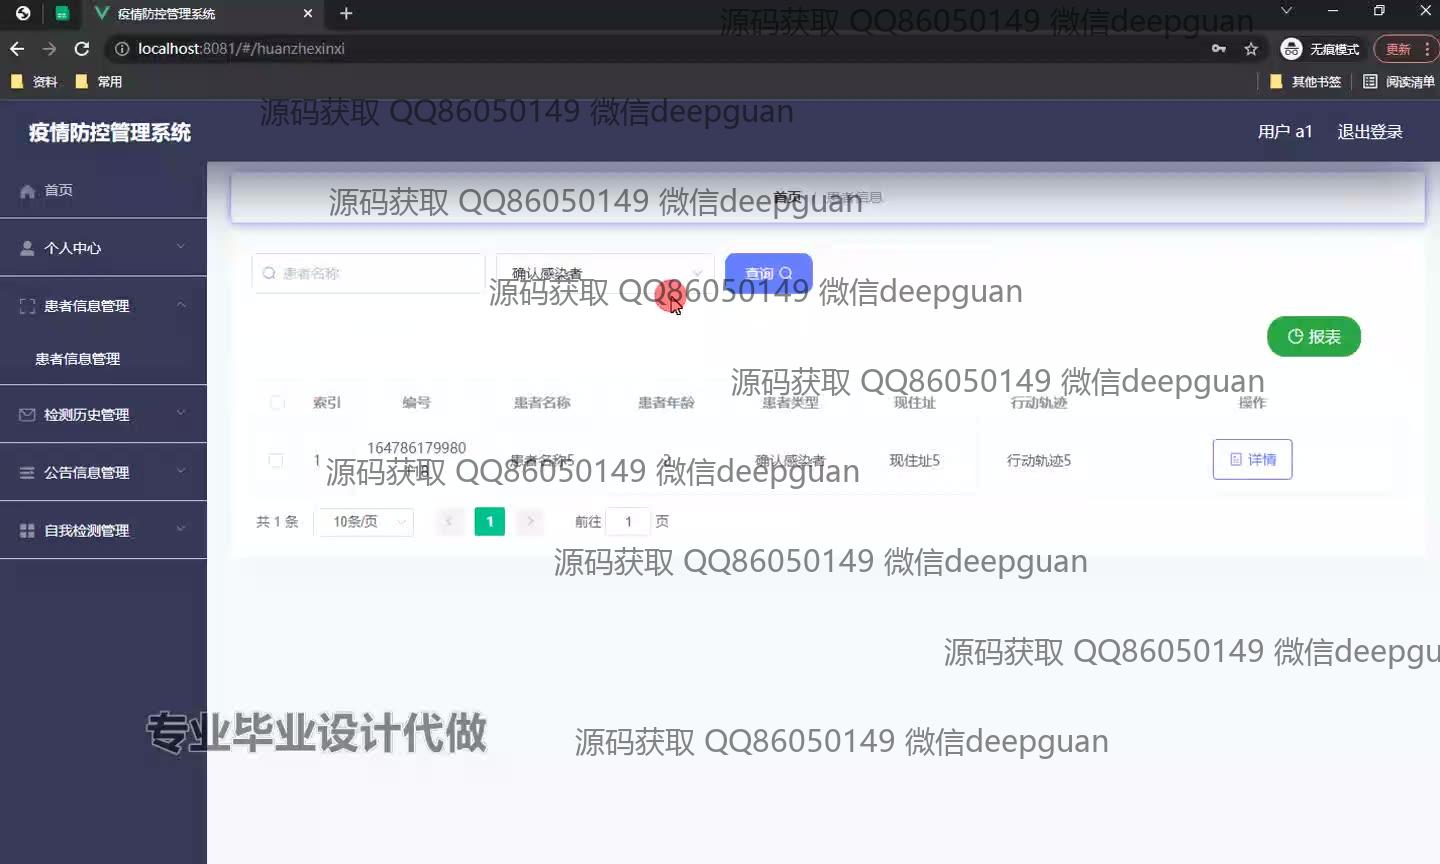 疫情防控管理系统
源码获取 QQ86050149 微信deepguan
localhost:8081/#/huanzhexinxi
无痕模式
更新
资料
常用
其他书签
阅读清单
源码获取 QQ86050149 微信deepguan
疫情防控管理系统
用户 a1
退出登录
首页
首页
患者信息
源码获取 QQ86050149 微信deepguan
个人中心
患者名称
确认感染者
查询
源码获取 QQ86050149 微信deepguan
患者信息管理
报表
患者信息管理
源码获取 QQ86050149 微信deepguan
索引 编号 患者名称 患者年龄 患者类型 现住址 行动轨迹 操作
检测历史管理
164786179980
1 患者名称5 确认感染者 现住址5 行动轨迹5 详情
源码获取 QQ86050149 微信deepguan
公告信息管理
共 1 条 10条/页 1 前往 1 页
自我检测管理
源码获取 QQ86050149 微信deepguan
源码获取 QQ86050149 微信deepgu
专业毕业设计代做
源码获取 QQ86050149 微信deepguan